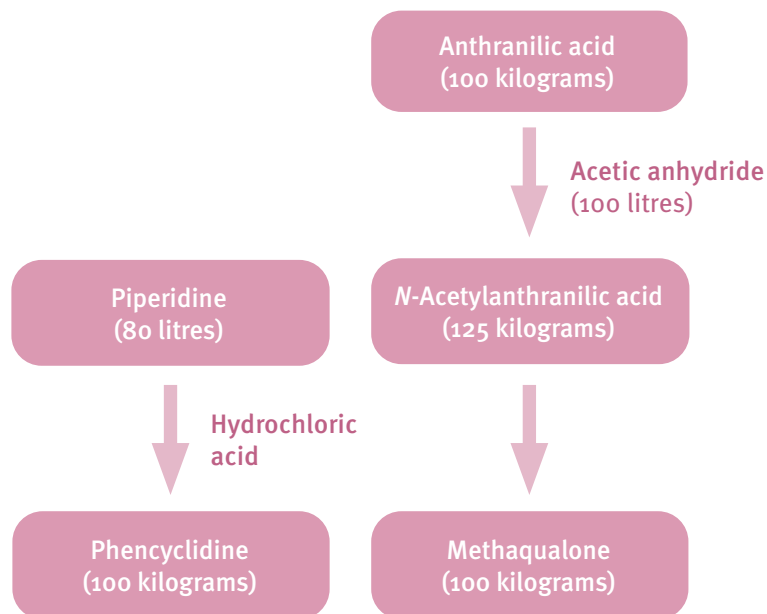 Anthranilic acid
(100 kilograms)
Acetic anhydride
(100 litres)
Piperidine
(80 litres)
N-Acetylanthranilic acid
(125 kilograms)
Hydrochloric
acid
Phencyclidine
(100 kilograms)
Methaqualone
(100 kilograms)